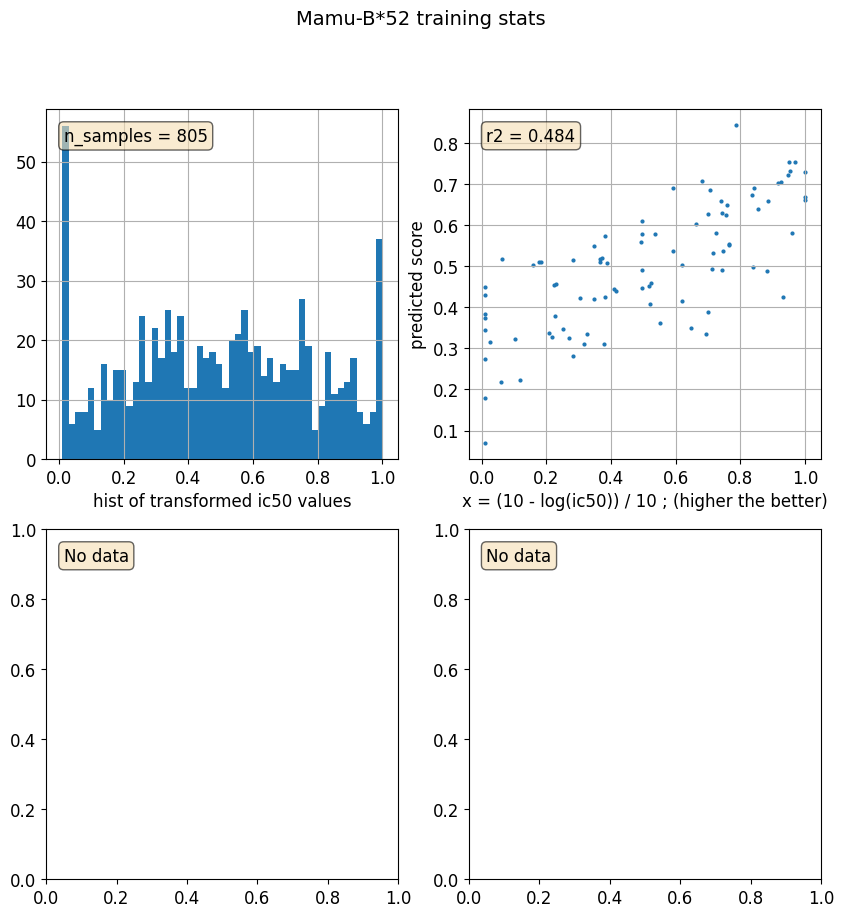 Mamu-B*52 training stats
n_samples = 805
50
40
30
20
10
0
0.0 0.2 0.4 0.6 0.8 1.0
hist of transformed ic50 values
r2 = 0.484
predicted score
0.8
0.7
0.6
0.5
0.4
0.3
0.2
0.1
0.0 0.2 0.4 0.6 0.8 1.0
x = (10 - log(ic50)) / 10 ; (higher the better)
No data
1.0
0.8
0.6
0.4
0.2
0.0
0.0 0.2 0.4 0.6 0.8 1.0
No data
1.0
0.8
0.6
0.4
0.2
0.0
0.0 0.2 0.4 0.6 0.8 1.0